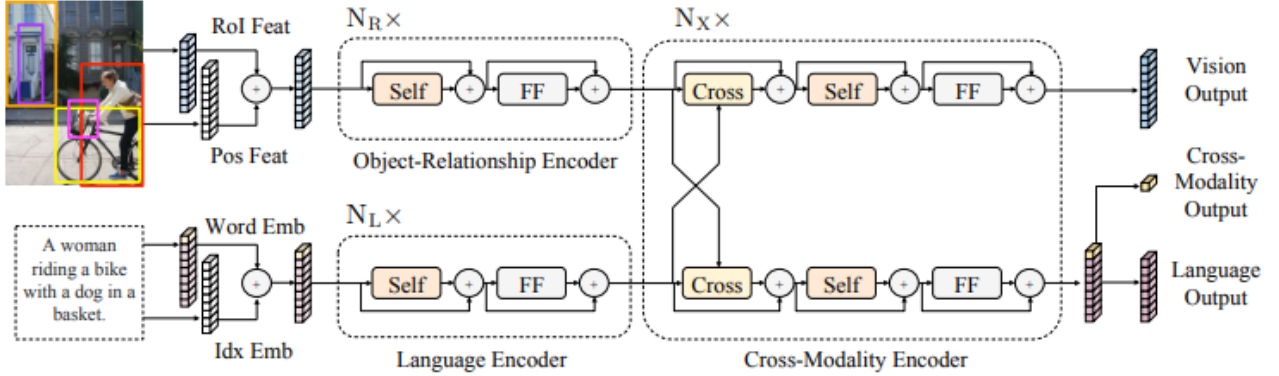 RoI Feat
Pos Feat
N_R×
Self
+
FF
+
Object-Relationship Encoder
A woman
riding a bike
with a dog in a
basket.
Word Emb
Idx Emb
+
+
N_L×
Self
+
FF
+
Language Encoder
N_X×
Cross
+
Self
+
FF
+
Cross
+
Self
+
FF
+
Cross-Modality Encoder
Vision
Output
Cross-
Modality
Output
Language
Output